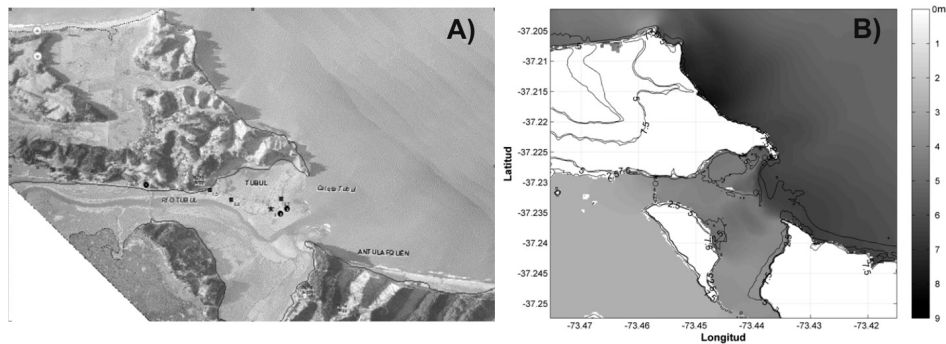 A)
TUBUL
Caleta Tubul
RIO TUBUL
ANTULAFQUEN
B)
-37.205
-37.21
-37.215
-37.22
-37.225
-37.23
-37.235
-37.24
-37.245
-37.25
Latitud
-73.47 -73.46 -73.45 -73.44 -73.43 -73.42
Longitud
0m
1
2
3
4
5
6
7
8
9